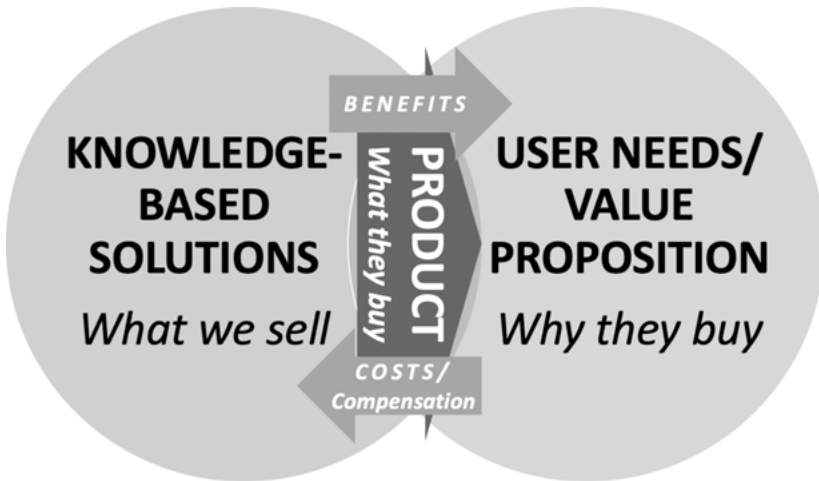 KNOWLEDGE-
BASED
SOLUTIONS
What we sell
BENEFITS
PRODUCT
What they buy
COSTS/
Compensation
USER NEEDS/
VALUE
PROPOSITION
Why they buy